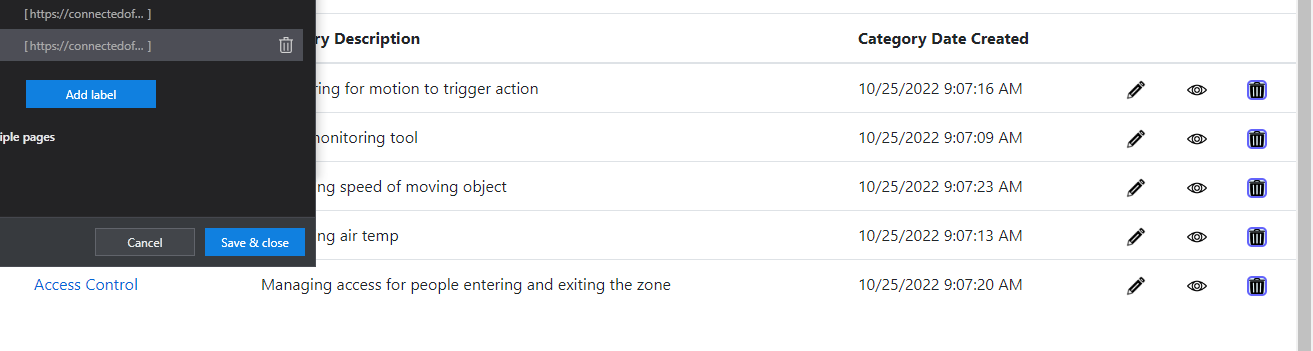 [https://connectedof... ]
[https://connectedof... ]
Add label
iple pages
Cancel
Save & close
ry Description Category Date Created
ring for motion to trigger action 10/25/2022 9:07:16 AM
monitoring tool 10/25/2022 9:07:09 AM
ng speed of moving object 10/25/2022 9:07:23 AM
ng air temp 10/25/2022 9:07:13 AM
Access Control Managing access for people entering and exiting the zone 10/25/2022 9:07:20 AM